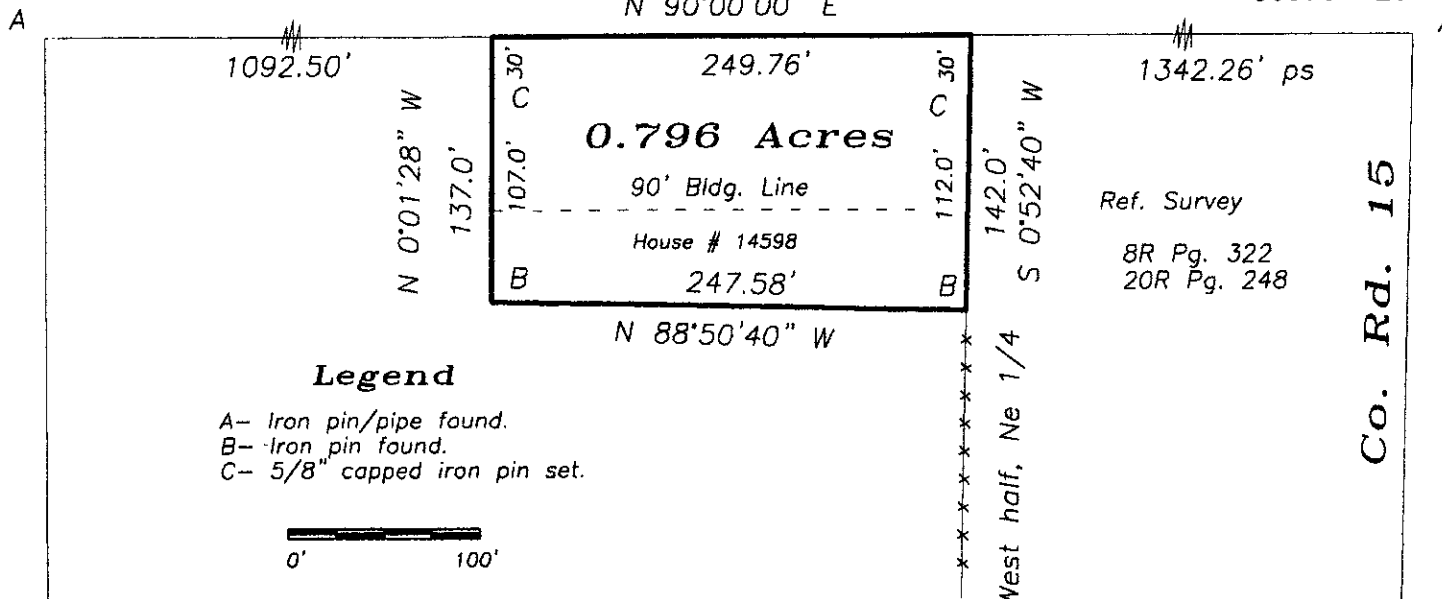 A
N 90°00'00" E
1092.50'
30'
249.76'
30'
1342.26' ps
C
C
0.796 Acres
N 0°01'28" W
137.0'
107.0'
90' Bldg. Line
112.0'
142.0'
S 0°52'40" W
Ref. Survey
House # 14598
8R Pg. 322
20R Pg. 248
Co. Rd. 15
B
247.58'
B
N 88°50'40" W
West half, Ne 1/4
Legend
A- Iron pin/pipe found.
B- Iron pin found.
C- 5/8" capped iron pin set.
0'
100'